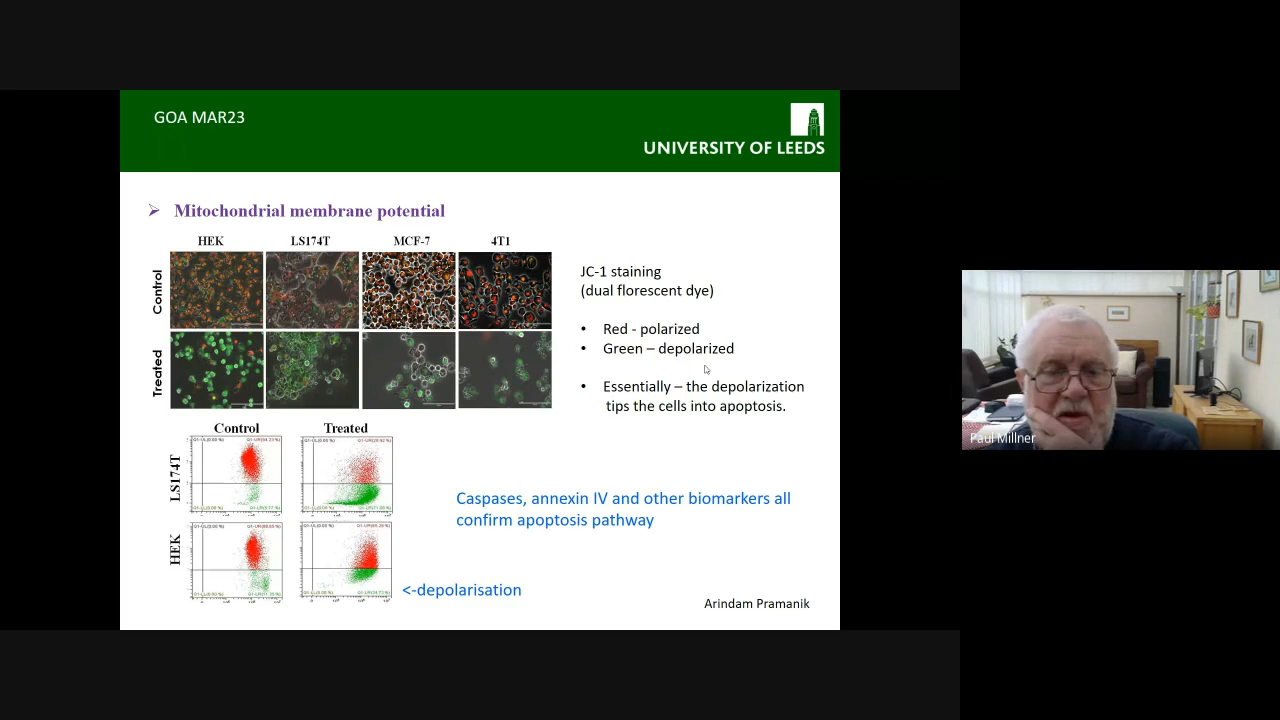 GOA MAR23
UNIVERSITY OF LEEDS
➢ Mitochondrial membrane potential
HEK LS174T MCF-7 4T1
Control
Treated
JC-1 staining
(dual florescent dye)
• Red - polarized
• Green – depolarized
• Essentially – the depolarization
tips the cells into apoptosis.
Control Treated
LS174T
HEK
Caspases, annexin IV and other biomarkers all
confirm apoptosis pathway
<-depolarisation
Arindam Pramanik
Paul Millner